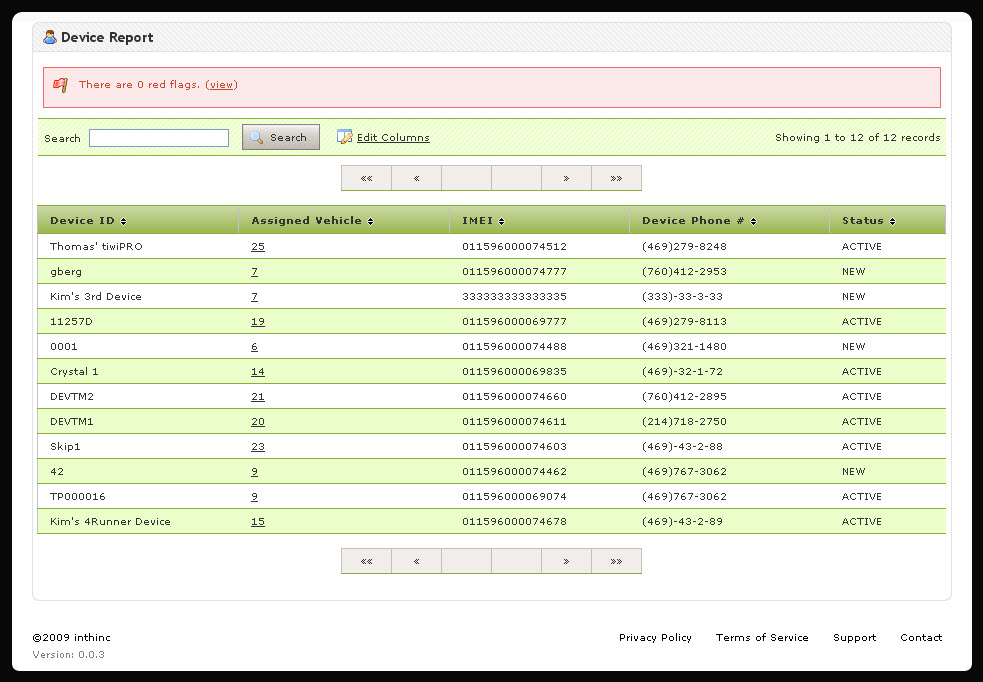 Device Report
There are 0 red flags. (view)
Search Search Edit Columns Showing 1 to 12 of 12 records
«« « » »»
Device ID Assigned Vehicle IMEI Device Phone # Status
Thomas' tiwiPRO 25 011596000074512 (469)279-8248 ACTIVE
gberg 7 011596000074777 (760)412-2953 NEW
Kim's 3rd Device 7 333333333333335 (333)-33-3-33 NEW
11257D 19 011596000069777 (469)279-8113 ACTIVE
0001 6 011596000074488 (469)321-1480 NEW
Crystal 1 14 011596000069835 (469)-32-1-72 ACTIVE
DEVTM2 21 011596000074660 (760)412-2895 ACTIVE
DEVTM1 20 011596000074611 (214)718-2750 ACTIVE
Skip1 23 011596000074603 (469)-43-2-88 ACTIVE
42 9 011596000074462 (469)767-3062 NEW
TP000016 9 011596000069074 (469)767-3062 ACTIVE
Kim's 4Runner Device 15 011596000074678 (469)-43-2-89 ACTIVE
«« « » »»
©2009 inthinc Privacy Policy Terms of Service Support Contact
Version: 0.0.3